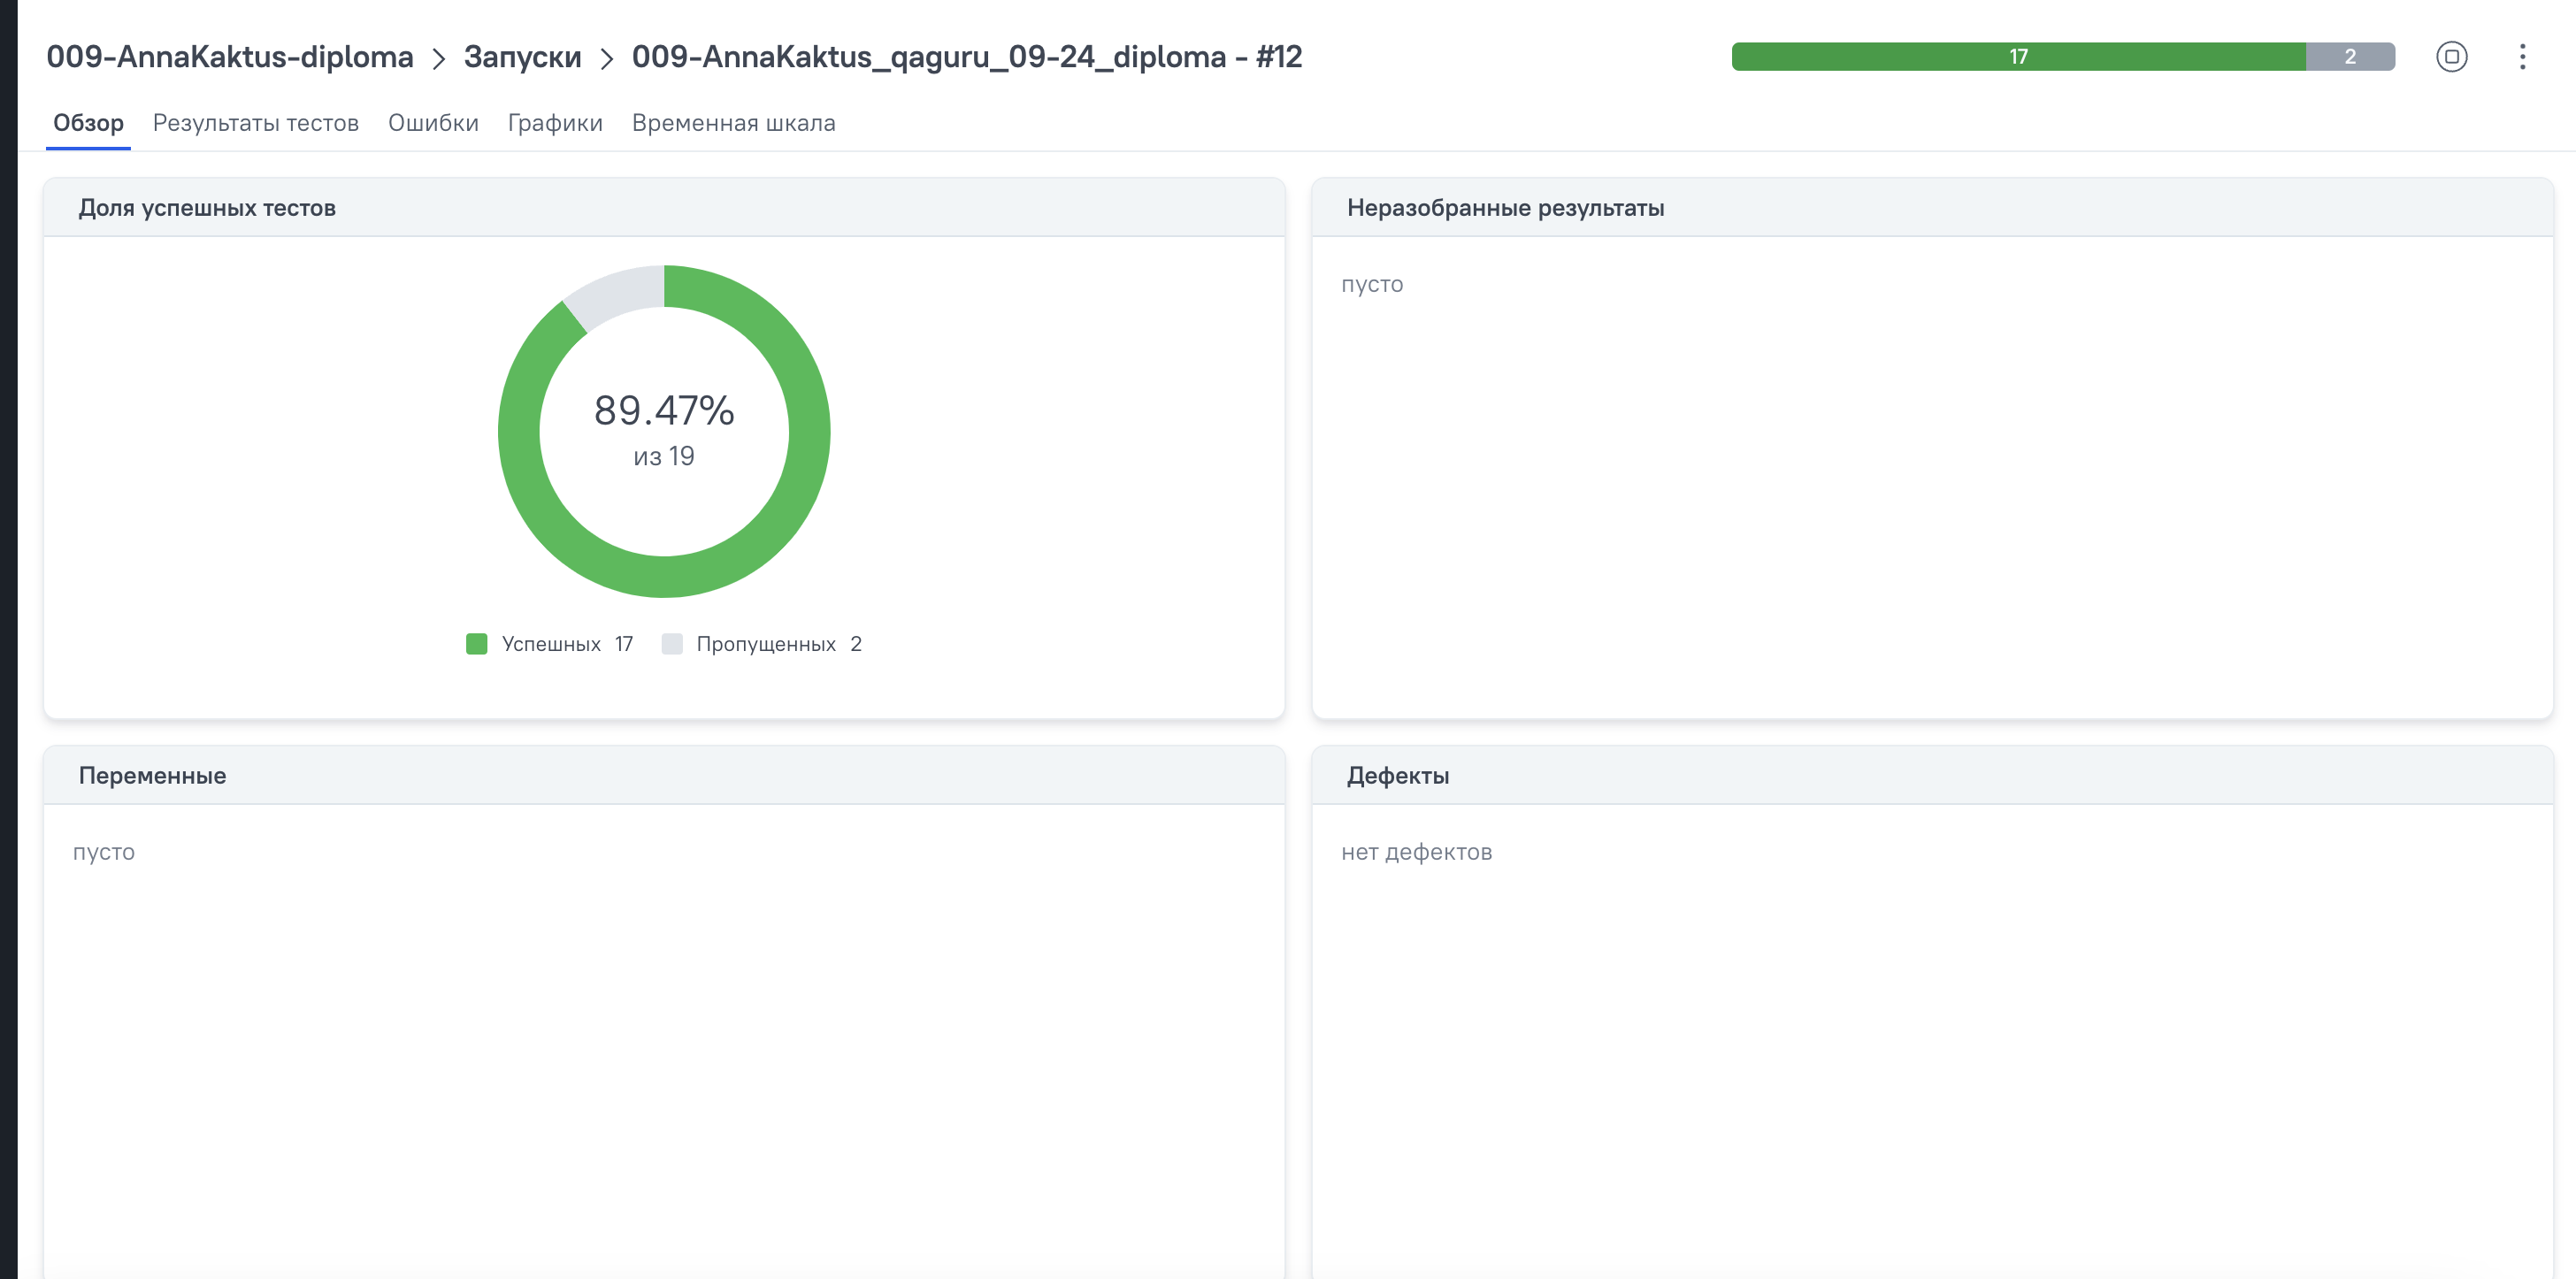 009-AnnaKaktus-diploma > Запуски > 009-AnnaKaktus_qaguru_09-24_diploma - #12
17 2
Обзор Результаты тестов Ошибки Графики Временная шкала
Доля успешных тестов
89.47%
из 19
Успешных 17 Пропущенных 2
Неразобранные результаты
пусто
Переменные
пусто
Дефекты
нет дефектов